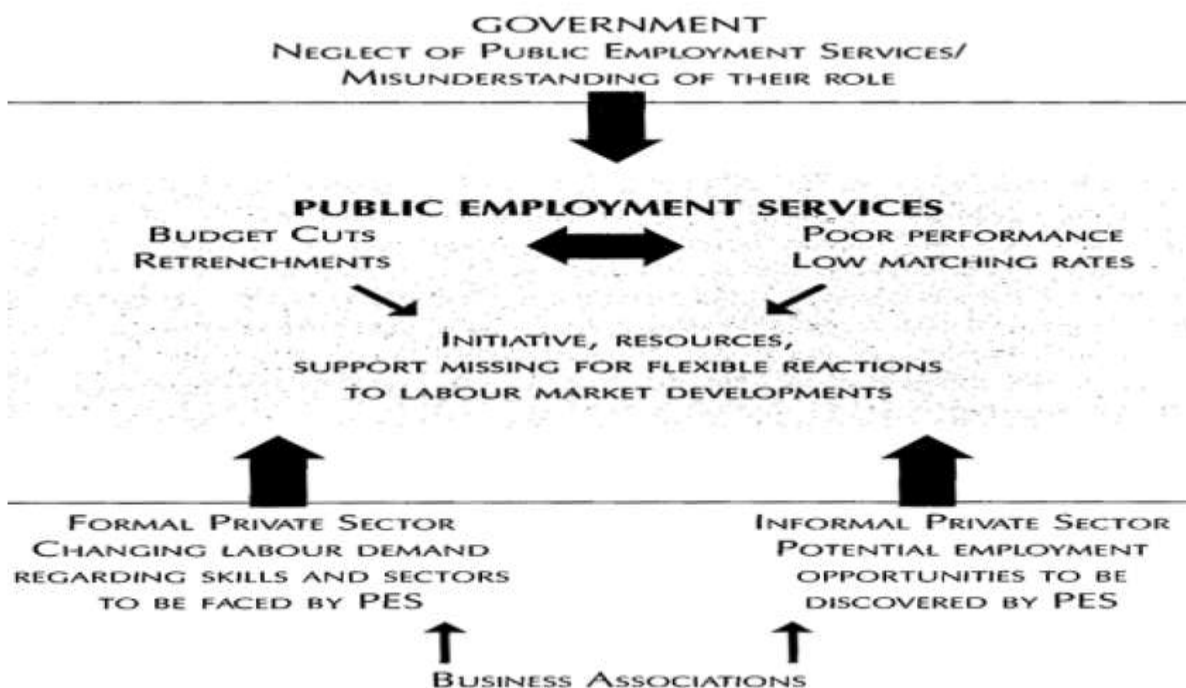 GOVERNMENT
NEGLECT OF PUBLIC EMPLOYMENT SERVICES/
MISUNDERSTANDING OF THEIR ROLE
PUBLIC EMPLOYMENT SERVICES
BUDGET CUTS
RETRENCHMENTS
POOR PERFORMANCE
LOW MATCHING RATES
INITIATIVE, RESOURCES,
SUPPORT MISSING FOR FLEXIBLE REACTIONS
TO LABOUR MARKET DEVELOPMENTS
FORMAL PRIVATE SECTOR
CHANGING LABOUR DEMAND
REGARDING SKILLS AND SECTORS
TO BE FACED BY PES
INFORMAL PRIVATE SECTOR
POTENTIAL EMPLOYMENT
OPPORTUNITIES TO BE
DISCOVERED BY PES
BUSINESS ASSOCIATIONS